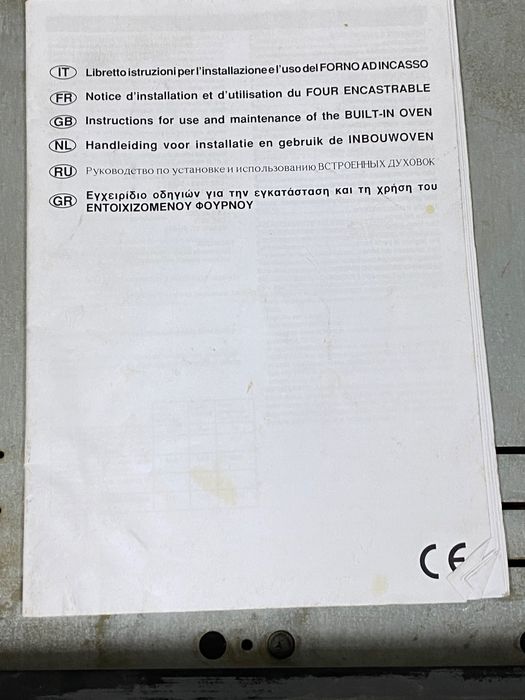 IT Libretto istruzioni per l'installazione e l'uso del FORNO AD INCASSO
FR Notice d'installation et d'utilisation du FOUR ENCASTRABLE
GB Instructions for use and maintenance of the BUILT-IN OVEN
NL Handleiding voor installatie en gebruik de INBOUWOVEN
RU Руководство по установке и использованию ВСТРОЕННЫХ ДУХОВОК
GR Εγχειρίδιο οδηγιών για την εγκατάσταση και τη χρήση του
ΕΝΤΟΙΧΙΖΟΜΕΝΟΥ ΦΟΥΡΝΟΥ
CE